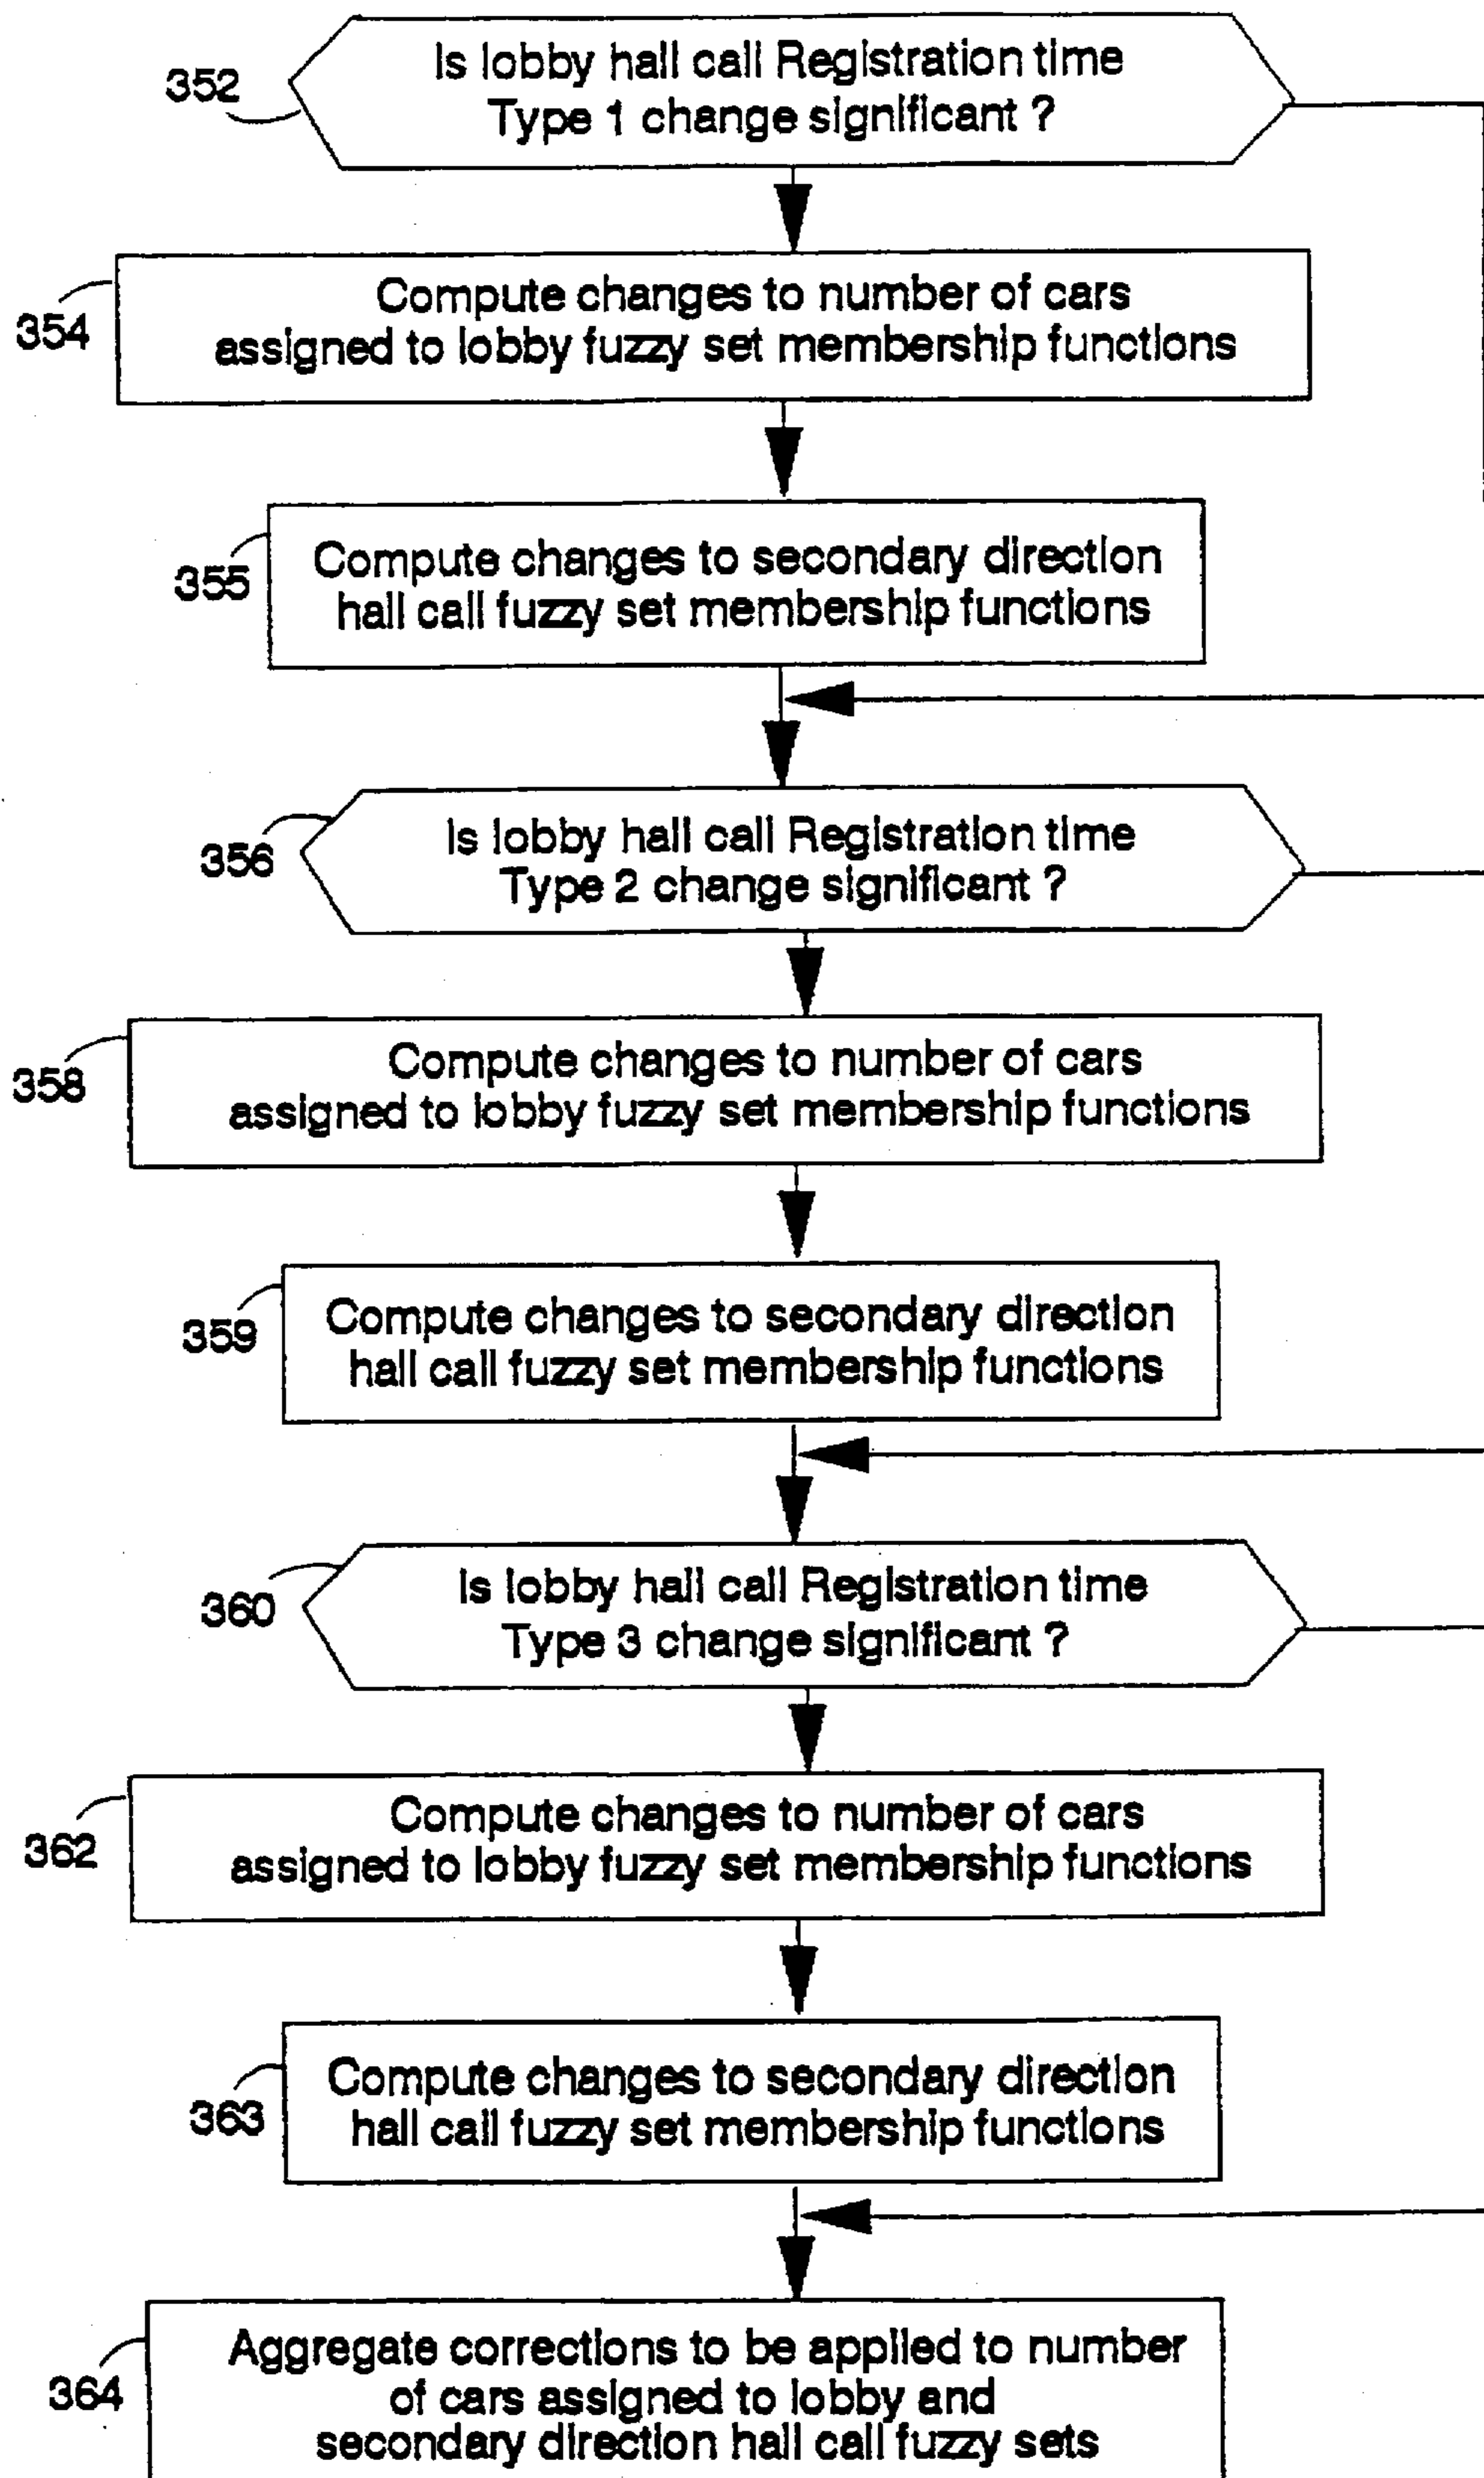 352
Is lobby hall call Registration time
Type 1 change significant ?
354
Compute changes to number of cars
assigned to lobby fuzzy set membership functions
355
Compute changes to secondary direction
hall call fuzzy set membership functions
356
Is lobby hall call Registration time
Type 2 change significant ?
358
Compute changes to number of cars
assigned to lobby fuzzy set membership functions
359
Compute changes to secondary direction
hall call fuzzy set membership functions
360
Is lobby hall call Registration time
Type 3 change significant ?
362
Compute changes to number of cars
assigned to lobby fuzzy set membership functions
363
Compute changes to secondary direction
hall call fuzzy set membership functions
364
Aggregate corrections to be applied to number
of cars assigned to lobby and
secondary direction hall call fuzzy sets